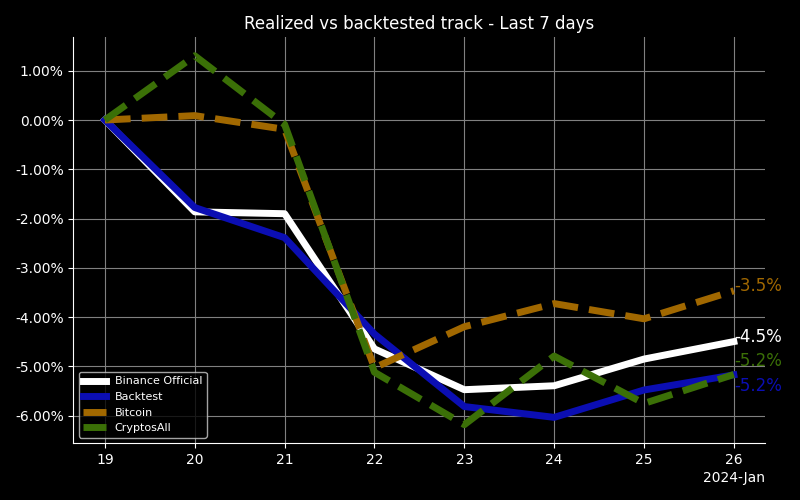 Realized vs backtested track - Last 7 days
1.00%
0.00%
-1.00%
-2.00%
-3.00%
-4.00%
-5.00%
-6.00%
-3.5%
-4.5%
-5.2%
-5.2%
Binance Official
Backtest
Bitcoin
CryptosAll
19 20 21 22 23 24 25 26
2024-Jan